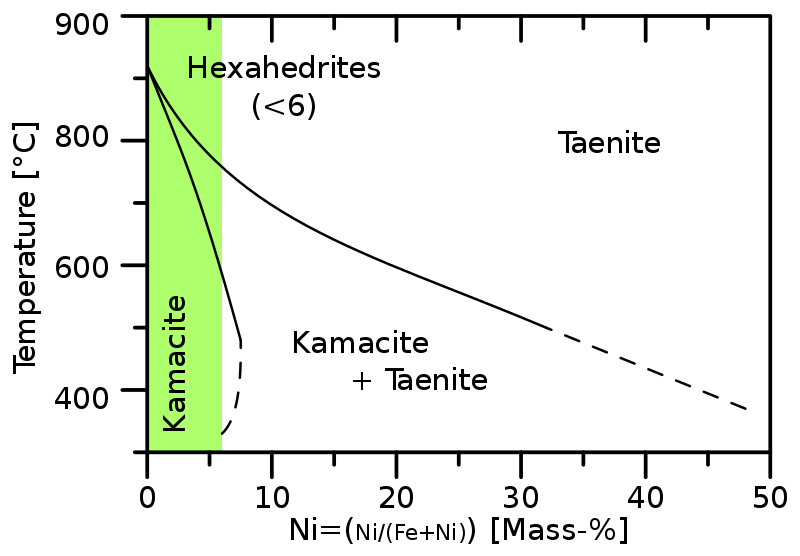 900
Hexahedrites
(<6)
Taenite
800
Temperature [°C]
600
Kamacite
Kamacite
+ Taenite
400
0 10 20 30 40 50
Ni=(Ni/(Fe+Ni)) [Mass-%]